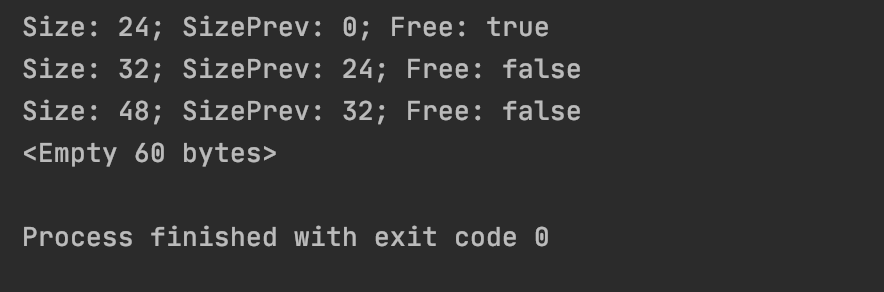 Size: 24; SizePrev: 0; Free: true
Size: 32; SizePrev: 24; Free: false
Size: 48; SizePrev: 32; Free: false
<Empty 60 bytes>
Process finished with exit code 0